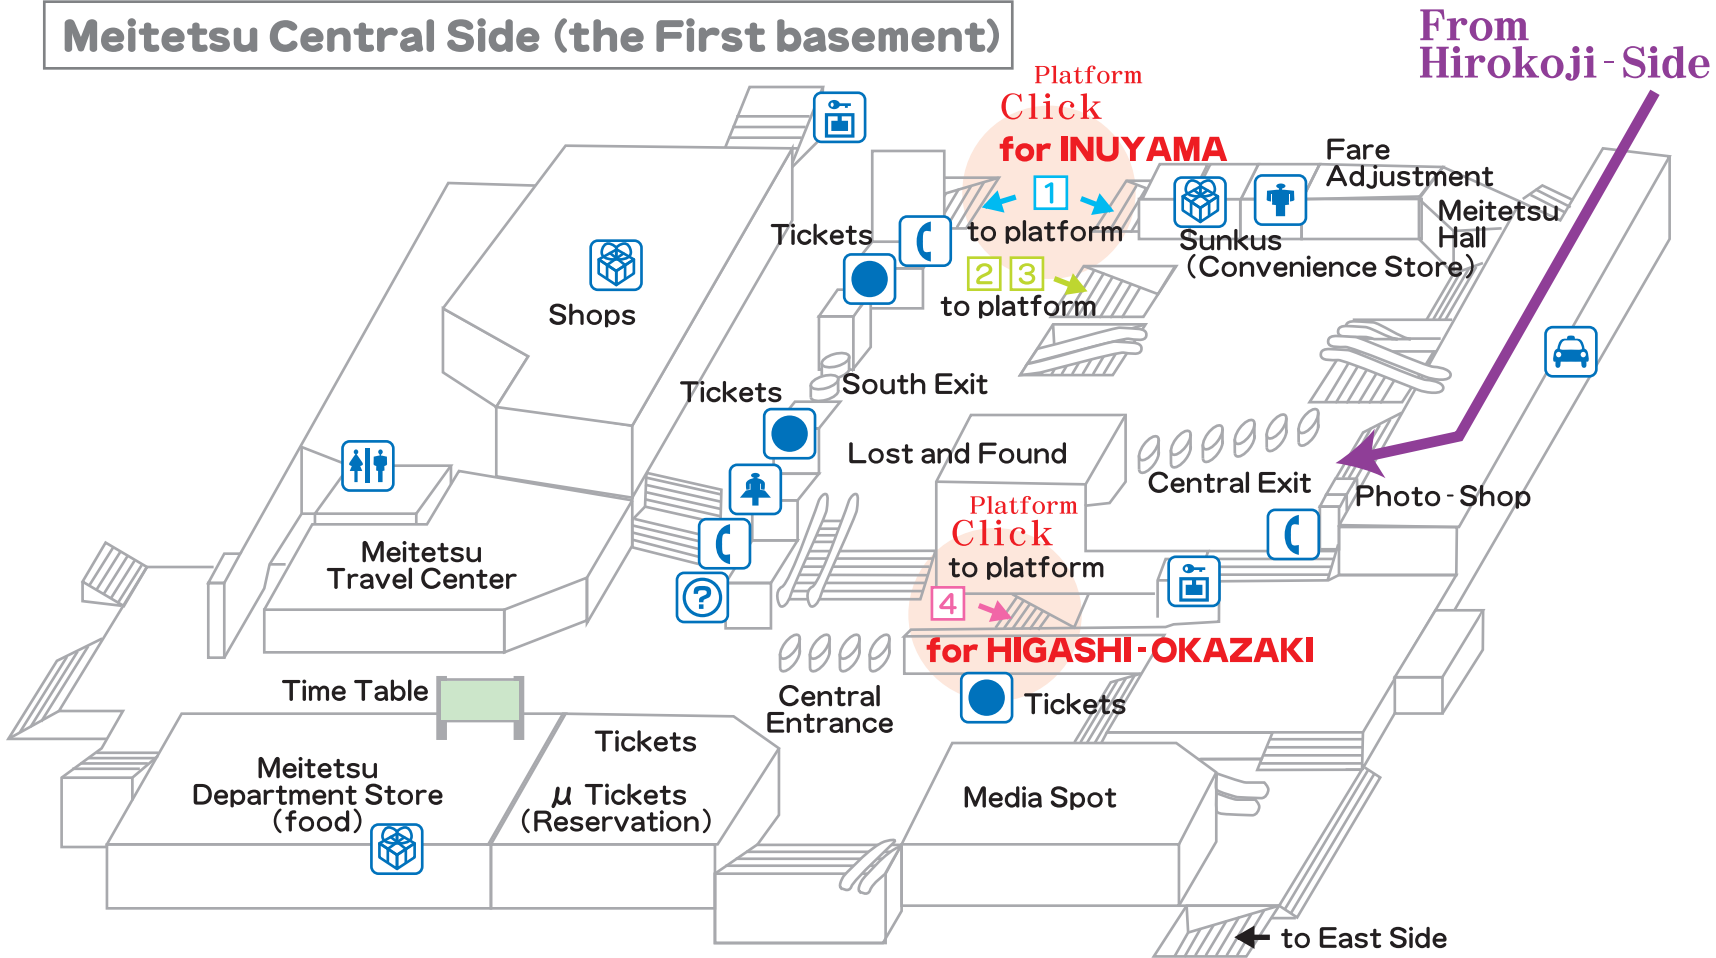 Meitetsu Central Side (the First basement)
From
Hirokoji-Side
Platform
Click
for INUYAMA
1
to platform
2 3
to platform
Fare
Adjustment
Meitetsu
Hall
Sunkus
(Convenience Store)
Tickets
Shops
South Exit
Tickets
Lost and Found
Central Exit
Photo-Shop
Platform
Click
to platform
4
for HIGASHI-OKAZAKI
Meitetsu
Travel Center
?
Time Table
Central
Entrance
Tickets
Tickets
μ Tickets
(Reservation)
Meitetsu
Department Store
(food)
Media Spot
to East Side